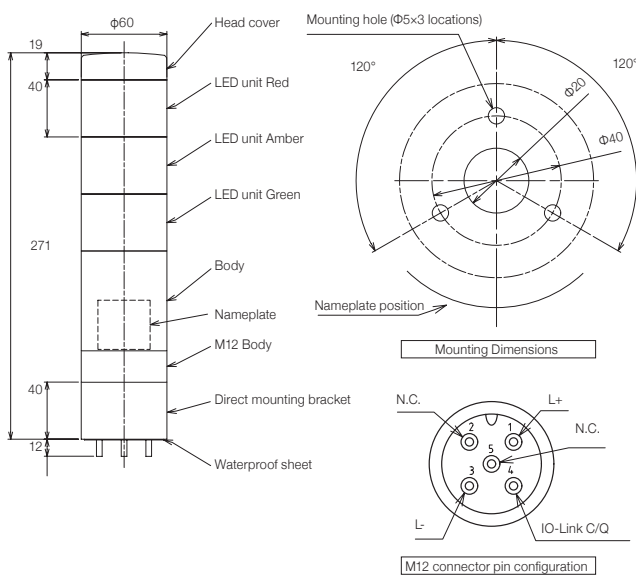 ϕ60
19
40
271
40
12
Head cover
LED unit Red
LED unit Amber
LED unit Green
Body
Nameplate
M12 Body
Direct mounting bracket
Waterproof sheet
Mounting hole (Φ5×3 locations)
120°
120°
Φ20
Φ40
Nameplate position
Mounting Dimensions
N.C.
L+
N.C.
2
1
5
3
4
L-
IO-Link C/Q
M12 connector pin configuration